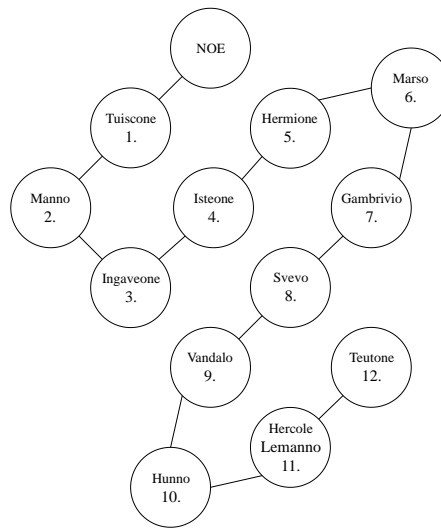 NOE
Tuiscone
1.
Manno
2.
Ingaveone
3.
Isteone
4.
Hermione
5.
Marso
6.
Gambrivio
7.
Svevo
8.
Vandalo
9.
Hunno
10.
Hercole
Lemanno
11.
Teutone
12.